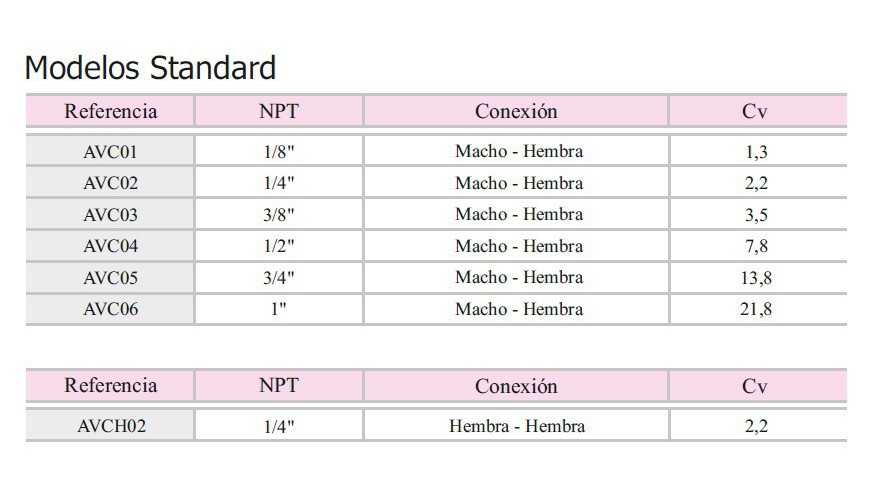 Modelos Standard
Referencia NPT Conexión Cv
AVC01 1/8" Macho - Hembra 1,3
AVC02 1/4" Macho - Hembra 2,2
AVC03 3/8" Macho - Hembra 3,5
AVC04 1/2" Macho - Hembra 7,8
AVC05 3/4" Macho - Hembra 13,8
AVC06 1" Macho - Hembra 21,8
Referencia NPT Conexión Cv
AVCH02 1/4" Hembra - Hembra 2,2